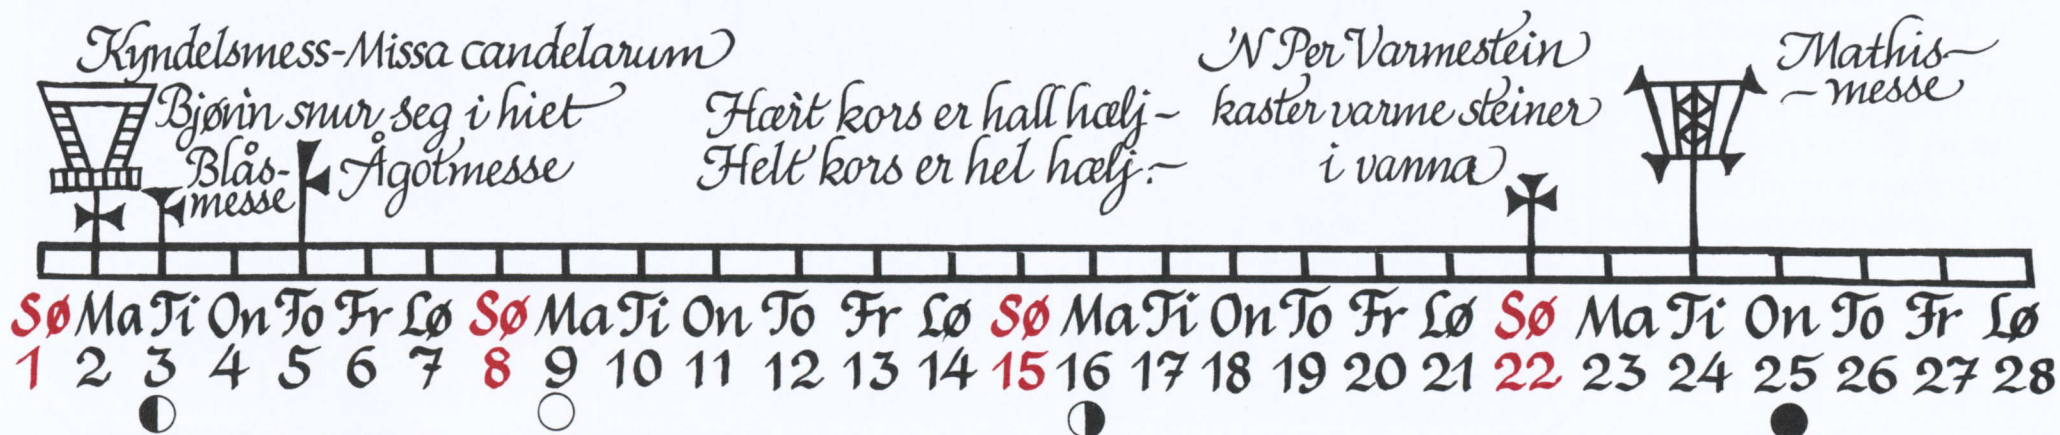 Kyndelsmess-Missa candelarum
Bjørin snur seg i hiet
Blås-
messe
Ågotmesse
Hært kors er hall hælj~
Helt kors er hel hælj.~
'N Per Varmestein
kaster varme steiner
i vanna
Mathis~
~messe
Sø Ma Ti On To Fr Lø Sø Ma Ti On To Fr Lø Sø Ma Ti On To Fr Lø Sø Ma Ti On To Fr Lø
1 2 3 4 5 6 7 8 9 10 11 12 13 14 15 16 17 18 19 20 21 22 23 24 25 26 27 28